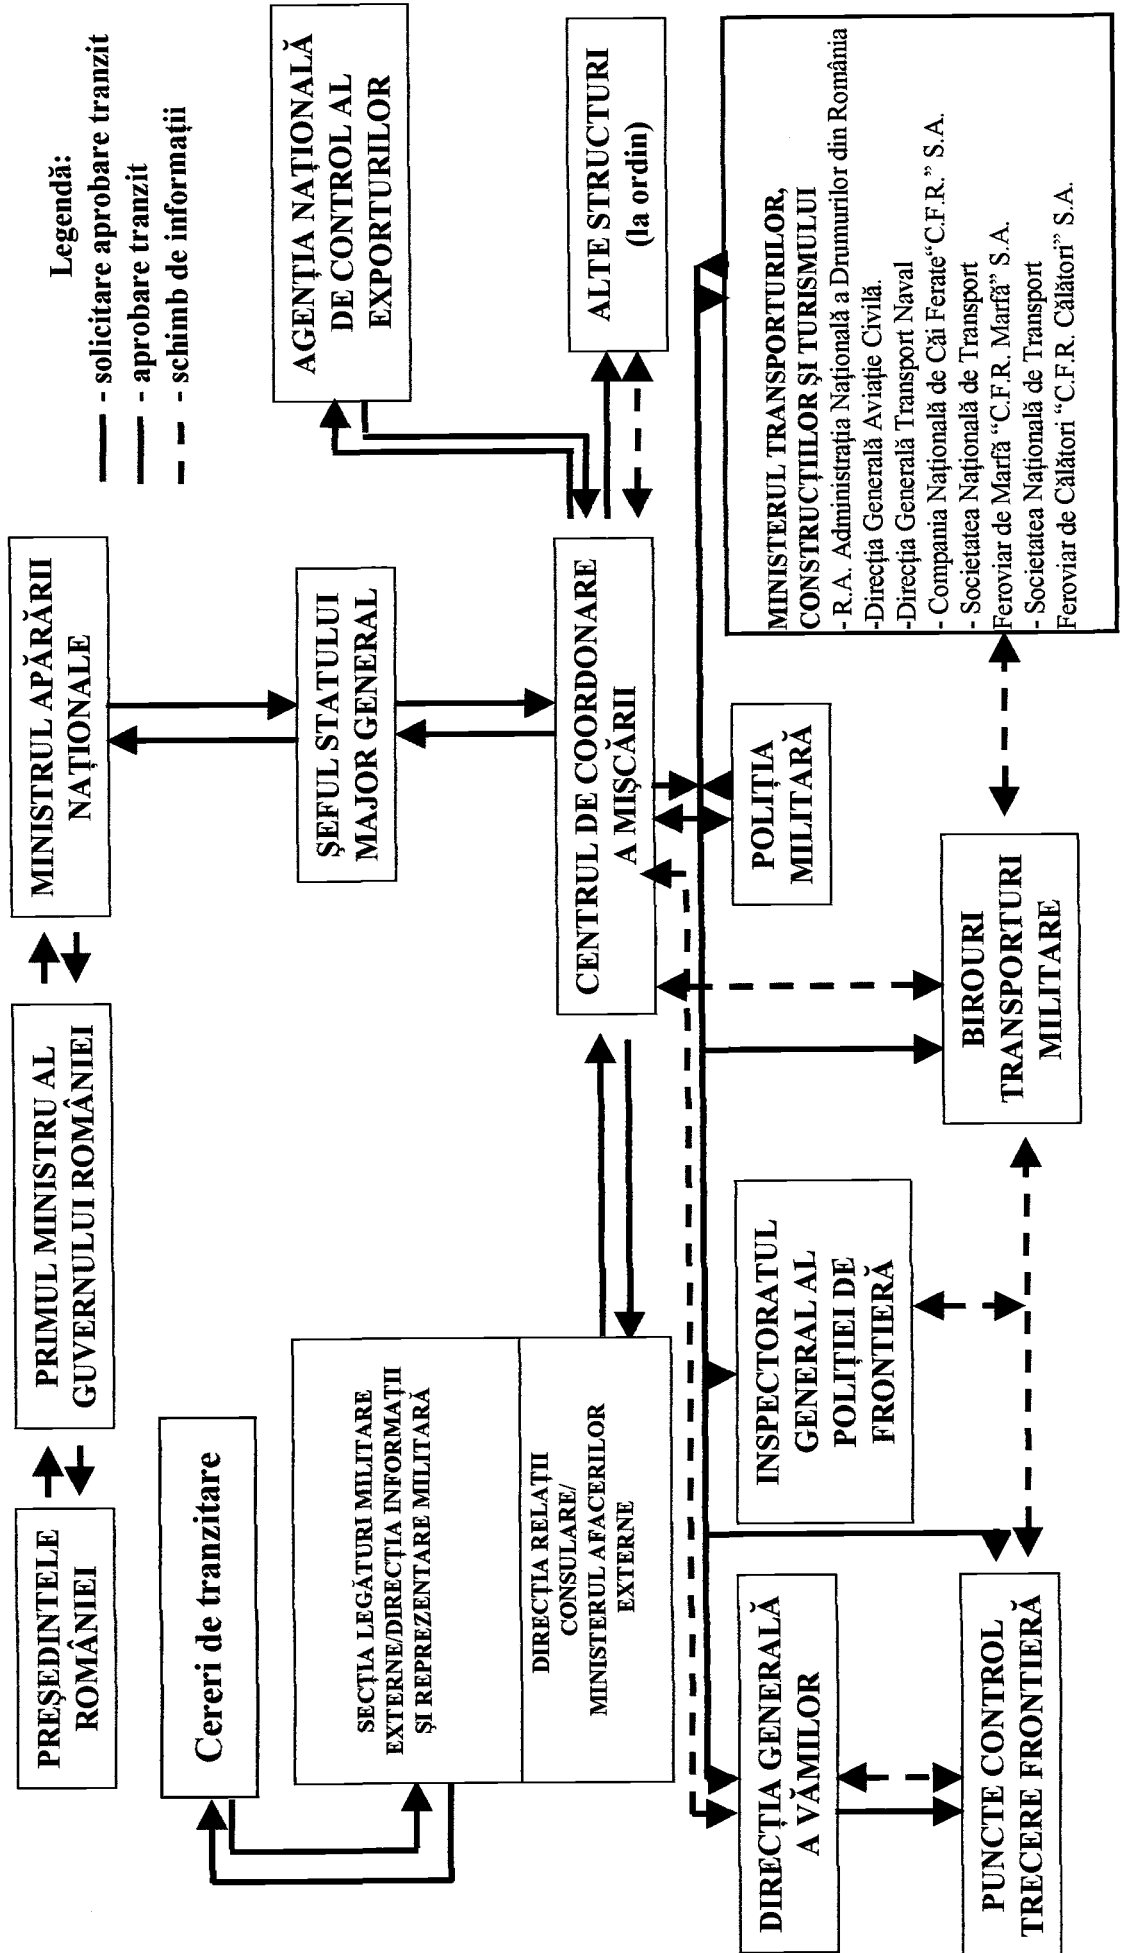 Legendă:
- solicitare aprobare tranzit
- aprobare tranzit
- schimb de informații
PREŞEDINTELE
ROMÂNIEI
PRIMUL MINISTRU AL
GUVERNULUI ROMÂNIEI
MINISTRUL APĂRĂRII
NAȚIONALE
Cereri de tranzitare
ŞEFUL STATULUI
MAJOR GENERAL
AGENȚIA NAȚIONALĂ
DE CONTROL AL
EXPORTURILOR
SECȚIA LEGĂTURI MILITARE
EXTERNE/DIRECȚIA INFORMAȚII
ŞI REPREZENTARE MILITARĂ
DIRECȚIA RELAȚII
CONSULARE/
MINISTERUL AFACERILOR
EXTERNE
CENTRUL DE COORDONARE
A MIŞCĂRII
ALTE STRUCTURI
(la ordin)
DIRECȚIA GENERALĂ
A VĂMILOR
INSPECTORATUL
GENERAL AL
POLIȚIEI DE
FRONTIERĂ
POLIȚIA
MILITARĂ
MINISTERUL TRANSPORTURILOR,
CONSTRUCȚIILOR ŞI TURISMULUI
- R.A. Administrația Națională a Drumurilor din România
-Direcția Generală Aviație Civilă.
-Direcția Generală Transport Naval
- Compania Națională de Căi Ferate“C.F.R.” S.A.
- Societatea Națională de Transport
Feroviar de Marfă “C.F.R. Marfă” S.A.
- Societatea Națională de Transport
Feroviar de Călători “C.F.R. Călători” S.A.
PUNCTE CONTROL
TRECERE FRONTIERĂ
BIROURI
TRANSPORTURI
MILITARE